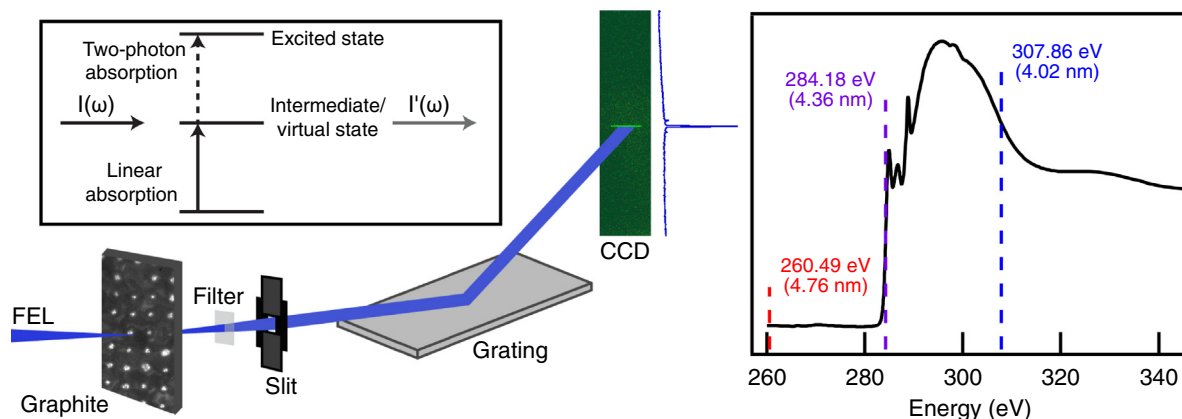 Two-photon
absorption
Excited state
I(ω)
Intermediate/
virtual state
I'(ω)
Linear
absorption
CCD
FEL
Filter
Graphite
Slit
Grating
307.86 eV
(4.02 nm)
284.18 eV
(4.36 nm)
260.49 eV
(4.76 nm)
260 280 300 320 340
Energy (eV)